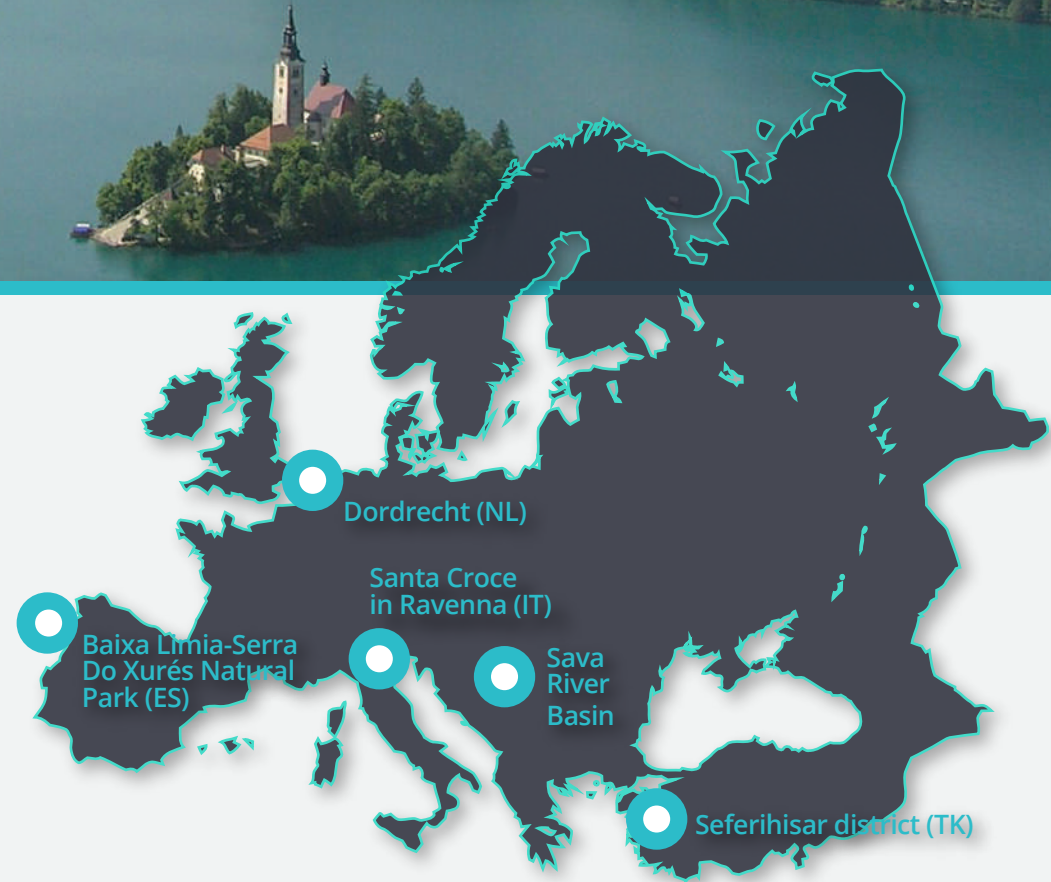 Dordrecht (NL)
Santa Croce
in Ravenna (IT)
Baixa Limia-Serra
Do Xurés Natural
Park (ES)
Sava
River
Basin
Seferihisar district (TK)